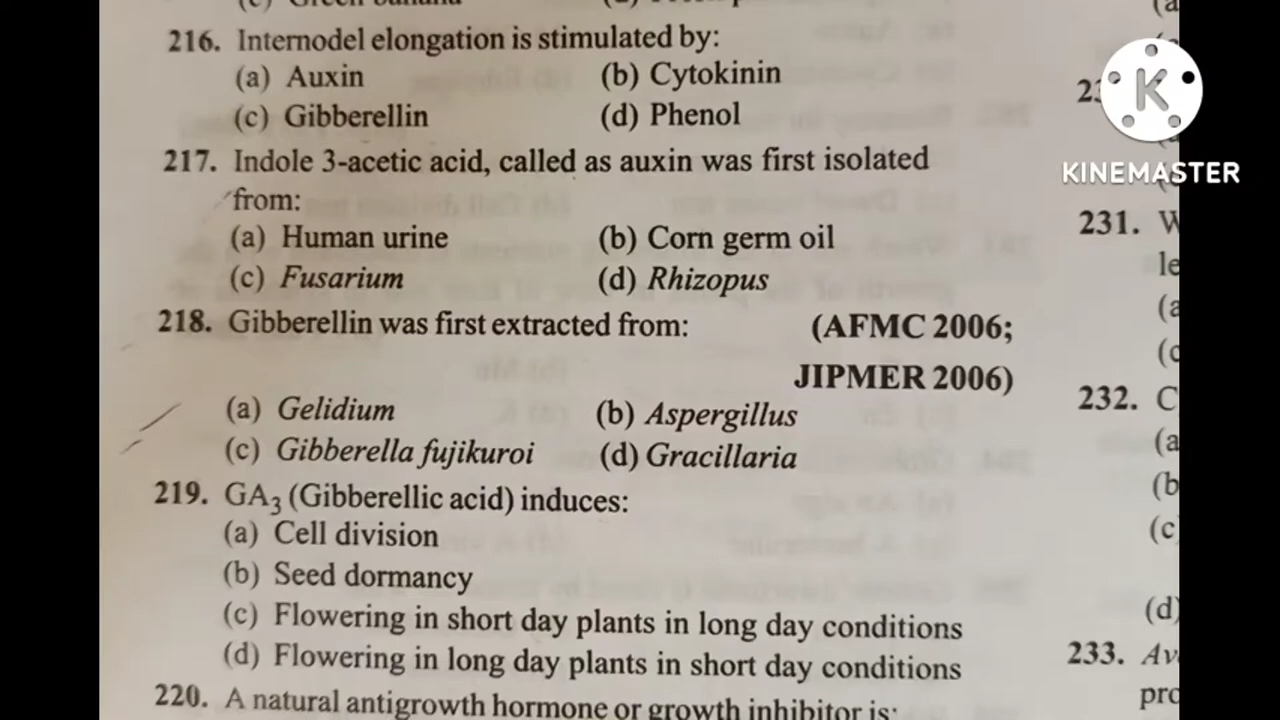 216. Internodel elongation is stimulated by:
(a) Auxin (b) Cytokinin
(c) Gibberellin (d) Phenol
217. Indole 3-acetic acid, called as auxin was first isolated
from:
(a) Human urine (b) Corn germ oil
(c) Fusarium (d) Rhizopus
218. Gibberellin was first extracted from: (AFMC 2006;
JIPMER 2006)
(a) Gelidium (b) Aspergillus
(c) Gibberella fujikuroi (d) Gracillaria
219. GA3 (Gibberellic acid) induces:
(a) Cell division
(b) Seed dormancy
(c) Flowering in short day plants in long day conditions
(d) Flowering in long day plants in short day conditions
220. A natural antigrowth hormone or growth inhibitor is:
K
KINEMASTER
231.
(a
(c
232.
(a
(b
(c
(d)
233.